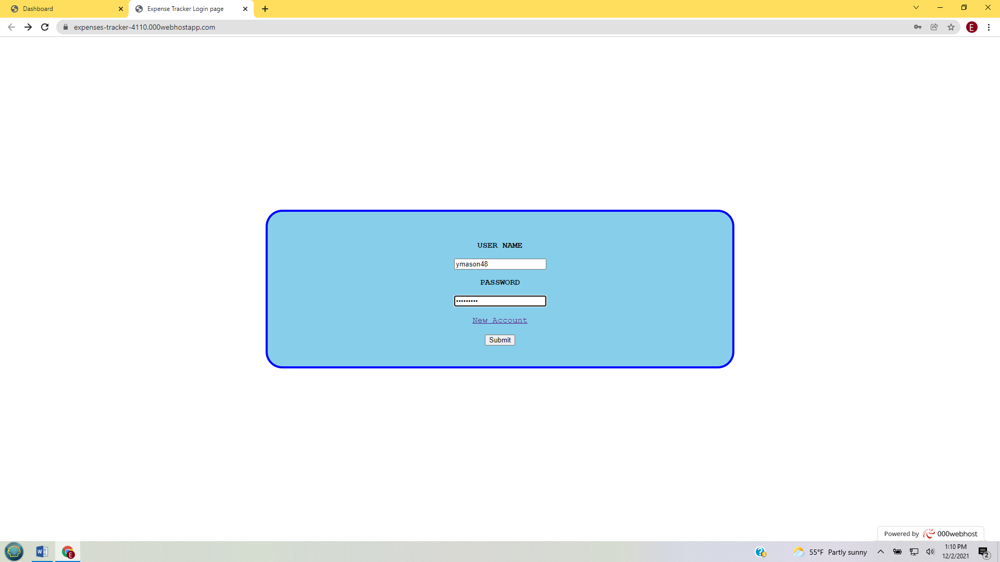 Dashboard
Expense Tracker Login page
expenses-tracker-4110.000webhostapp.com
E
USER NAME
ymason48
PASSWORD
•••••••••
New Account
Submit
Powered by 000webhost
W
E
55°F Partly sunny
1:10 PM
12/2/2021
2